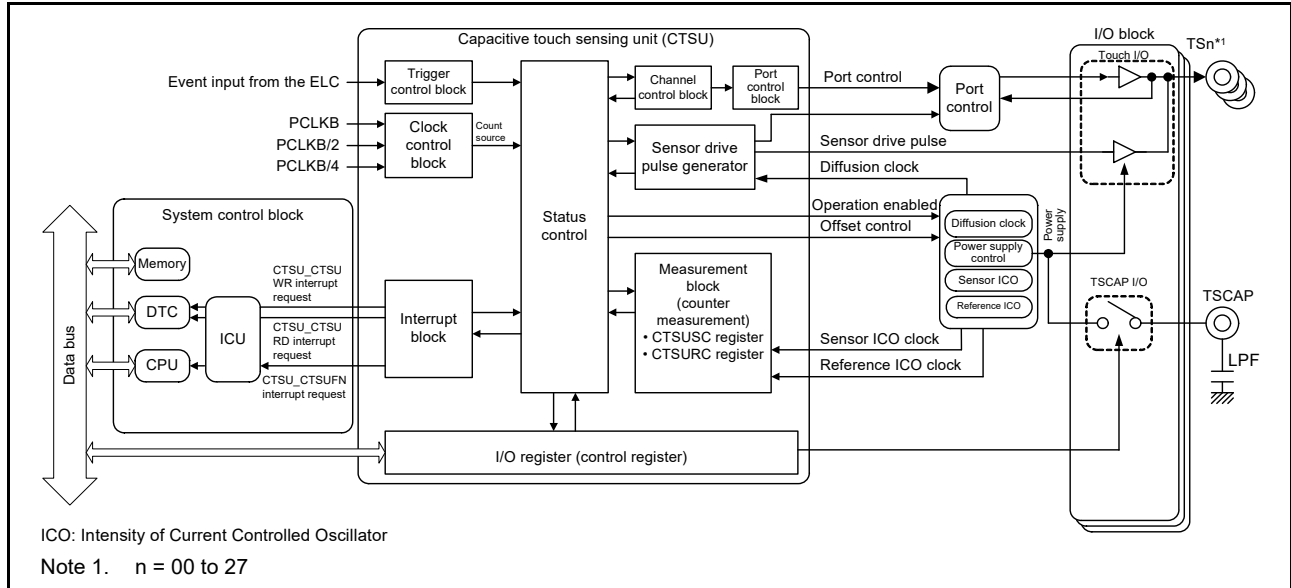 Capacitive touch sensing unit (CTSU)
I/O block
TSn*1
Touch I/O
Event input from the ELC
Trigger
control block
Channel
control block
Port
control
block
Port control
Port
control
PCLKB
PCLKB/2
PCLKB/4
Clock
control
block
Count
source
Sensor drive
pulse generator
Sensor drive pulse
Diffusion clock
System control block
Status
control
Operation enabled
Offset control
Diffusion clock
Power supply
control
Sensor ICO
Reference ICO
Power
supply
Memory
DTC
CPU
ICU
CTSU_CTSU
WR interrupt
request
CTSU_CTSU
RD interrupt
request
CTSU_CTSUFN
interrupt request
Interrupt
block
Measurement
block
(counter
measurement)
• CTSUSC register
• CTSURC register
Sensor ICO clock
Reference ICO clock
TSCAP I/O
TSCAP
LPF
Data bus
I/O register (control register)
ICO: Intensity of Current Controlled Oscillator
Note 1. n = 00 to 27